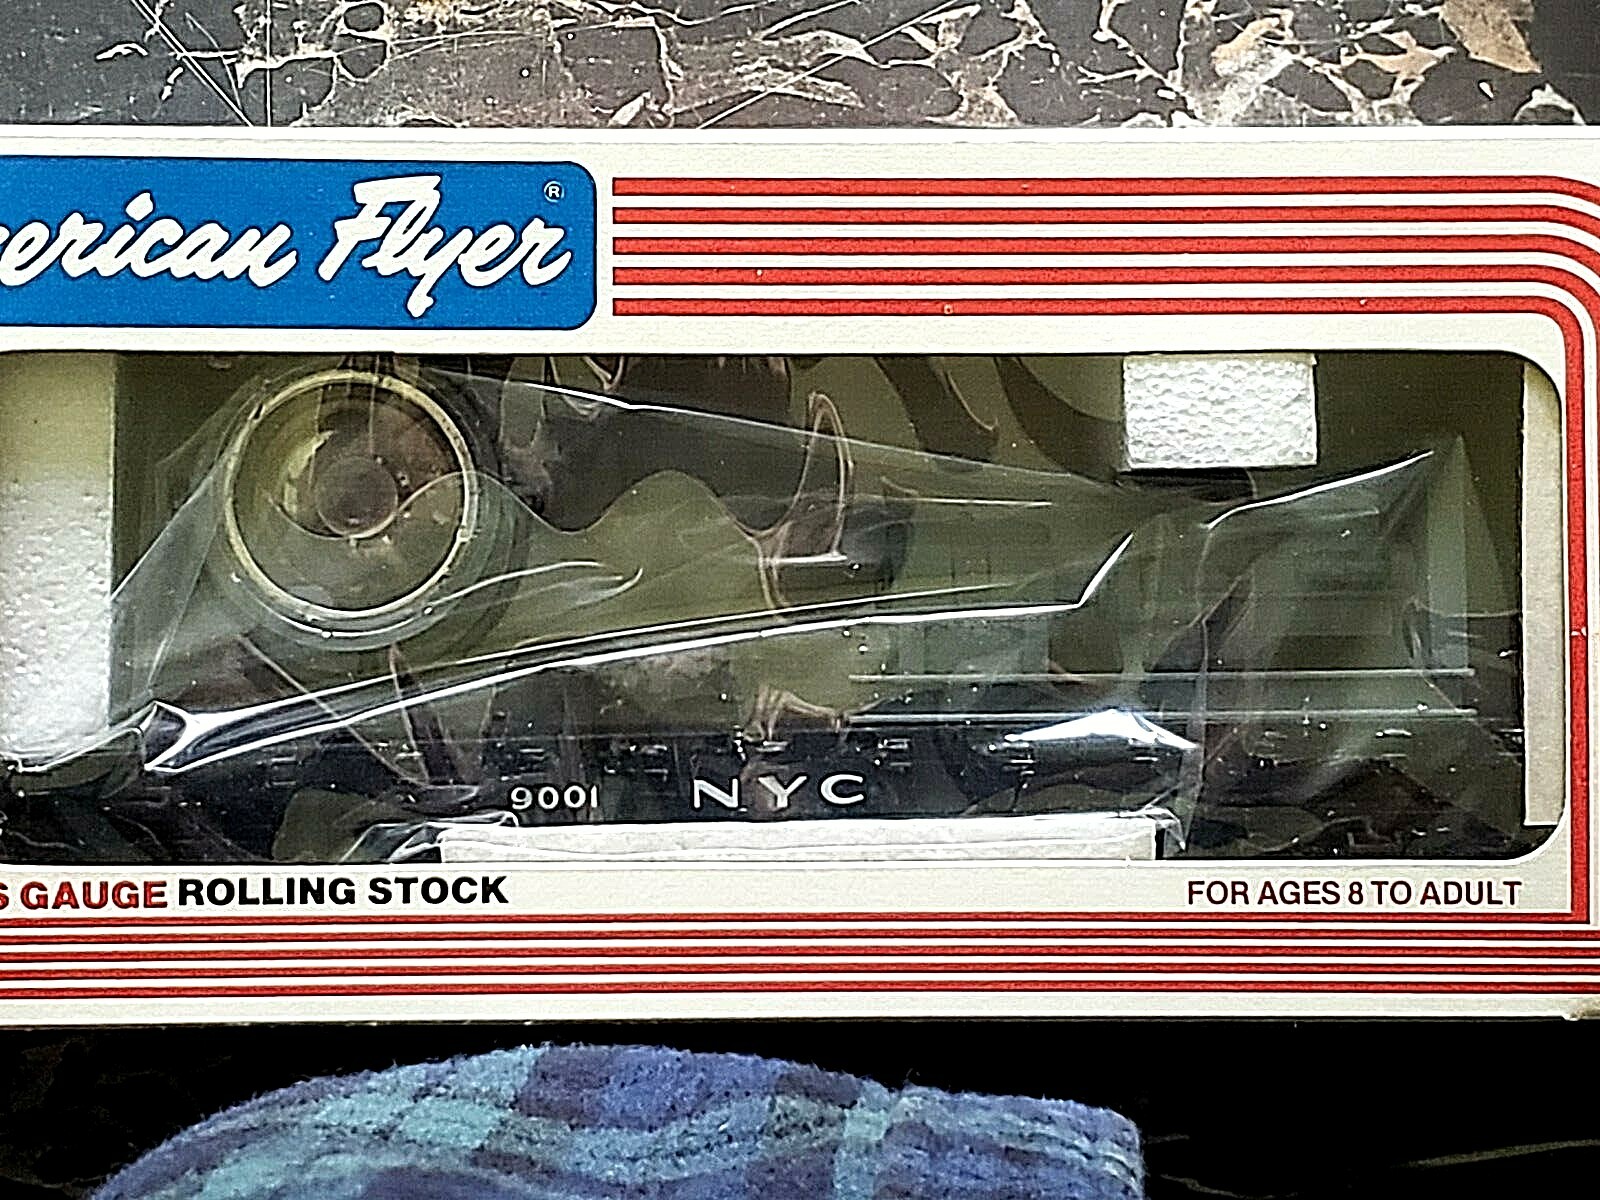 erican Flyer ®
9001 NYC
S GAUGE ROLLING STOCK
FOR AGES 8 TO ADULT